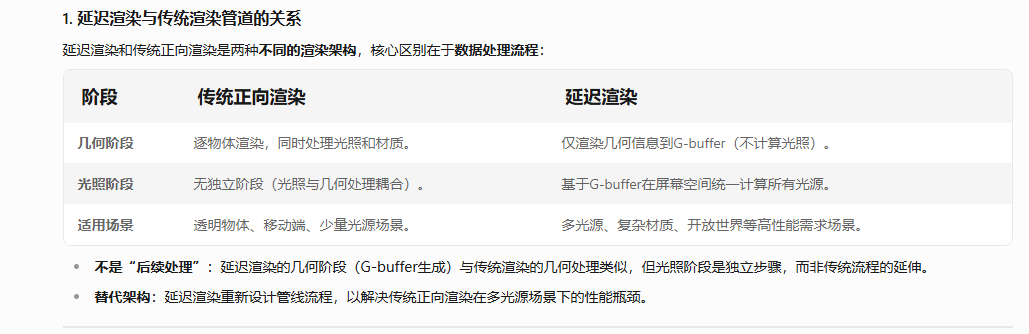 1. 延迟渲染与传统渲染管道的关系
延迟渲染和传统正向渲染是两种不同的渲染架构，核心区别在于数据处理流程：
阶段 传统正向渲染 延迟渲染
几何阶段 逐物体渲染，同时处理光照和材质。 仅渲染几何信息到G-buffer（不计算光照）。
光照阶段 无独立阶段（光照与几何处理耦合）。 基于G-buffer在屏幕空间统一计算所有光源。
适用场景 透明物体、移动端、少量光源场景。 多光源、复杂材质、开放世界等高性能需求场景。
• 不是“后续处理”：延迟渲染的几何阶段（G-buffer生成）与传统渲染的几何处理类似，但光照阶段是独立步骤，而非传统流程的延伸。
• 替代架构：延迟渲染重新设计管线流程，以解决传统正向渲染在多光源场景下的性能瓶颈。